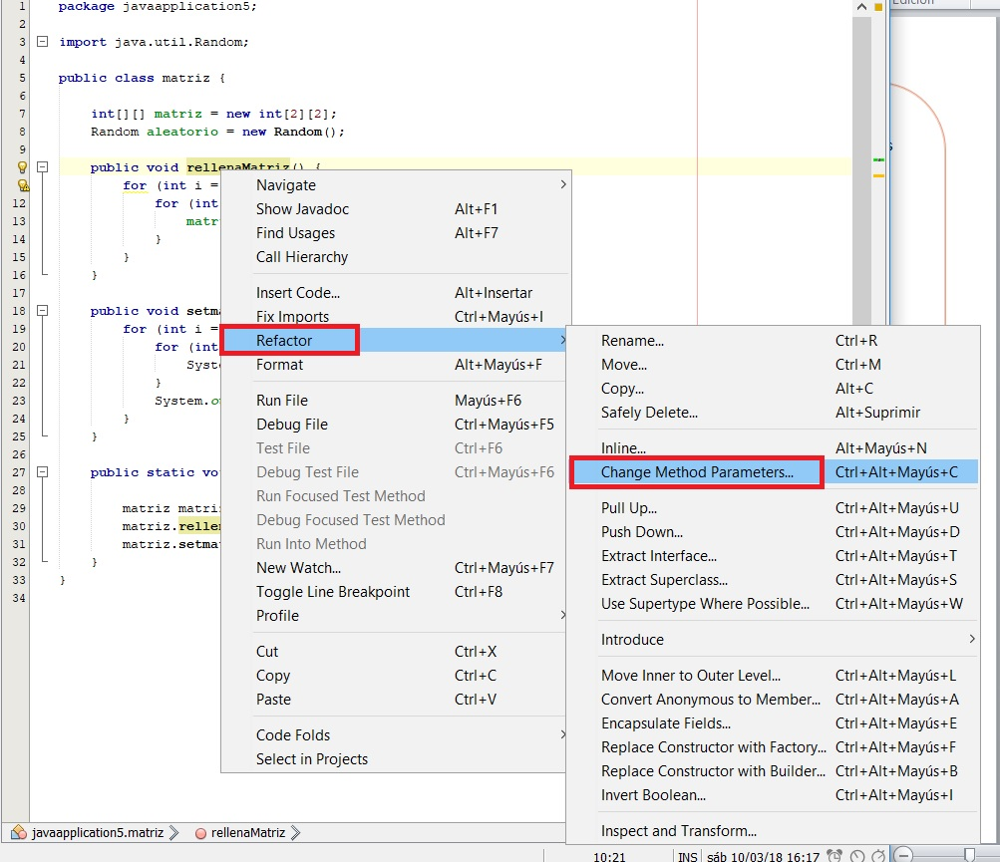 Edición
1 package javaapplication5;
2
3 import java.util.Random;
4
5 public class matriz {
6
7 int[][] matriz = new int[2][2];
8 Random aleatorio = new Random();
9
public void rellenaMatriz() {
for (int i =
12 for (int
13 matr
14 }
15 }
16 }
17
18 public void setma
19 for (int i =
20 for (int
21 Syste
22 }
23 System.o
24 }
25 }
26
27 public static vo
28
29 matriz matri
30 matriz.rellen
31 matriz.setma
32 }
33 }
34
Navigate
Show Javadoc Alt+F1
Find Usages Alt+F7
Call Hierarchy
Insert Code... Alt+Insertar
Fix Imports Ctrl+Mayús+I
Refactor
Format Alt+Mayús+F
Run File Mayús+F6
Debug File Ctrl+Mayús+F5
Test File Ctrl+F6
Debug Test File Ctrl+Mayús+F6
Run Focused Test Method
Debug Focused Test Method
Run Into Method
New Watch... Ctrl+Mayús+F7
Toggle Line Breakpoint Ctrl+F8
Profile
Cut Ctrl+X
Copy Ctrl+C
Paste Ctrl+V
Code Folds
Select in Projects
Rename... Ctrl+R
Move... Ctrl+M
Copy... Alt+C
Safely Delete... Alt+Suprimir
Inline... Alt+Mayús+N
Change Method Parameters... Ctrl+Alt+Mayús+C
Pull Up... Ctrl+Alt+Mayús+U
Push Down... Ctrl+Alt+Mayús+D
Extract Interface... Ctrl+Alt+Mayús+T
Extract Superclass... Ctrl+Alt+Mayús+S
Use Supertype Where Possible... Ctrl+Alt+Mayús+W
Introduce
Move Inner to Outer Level... Ctrl+Alt+Mayús+L
Convert Anonymous to Member... Ctrl+Alt+Mayús+A
Encapsulate Fields... Ctrl+Alt+Mayús+E
Replace Constructor with Factory... Ctrl+Alt+Mayús+F
Replace Constructor with Builder... Ctrl+Alt+Mayús+B
Invert Boolean... Ctrl+Alt+Mayús+I
Inspect and Transform...
javaapplication5.matriz rellenaMatriz
10:21 INS sáb 10/03/18 16:17